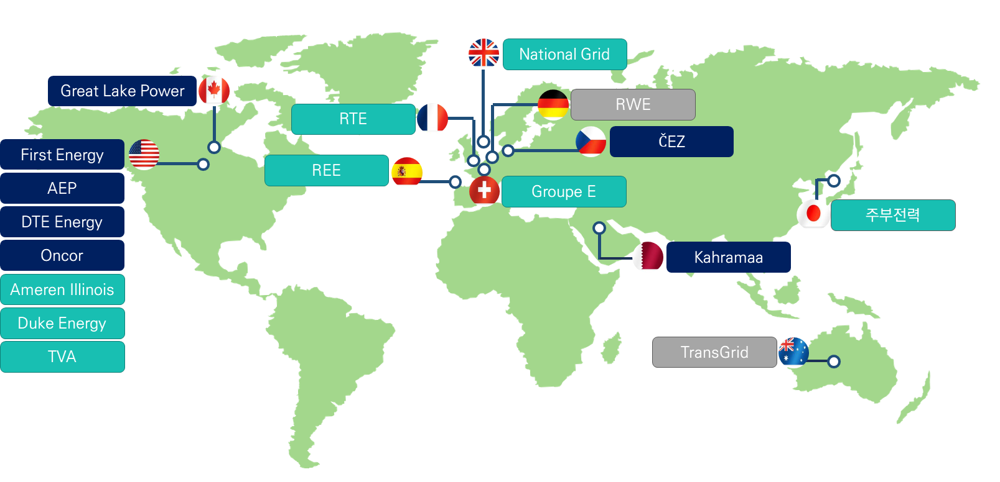 National Grid
Great Lake Power
RWE
RTE
ČEZ
First Energy
REE
AEP
Groupe E
DTE Energy
주부전력
Oncor
Kahramaa
Ameren Illinois
Duke Energy
TVA
TransGrid